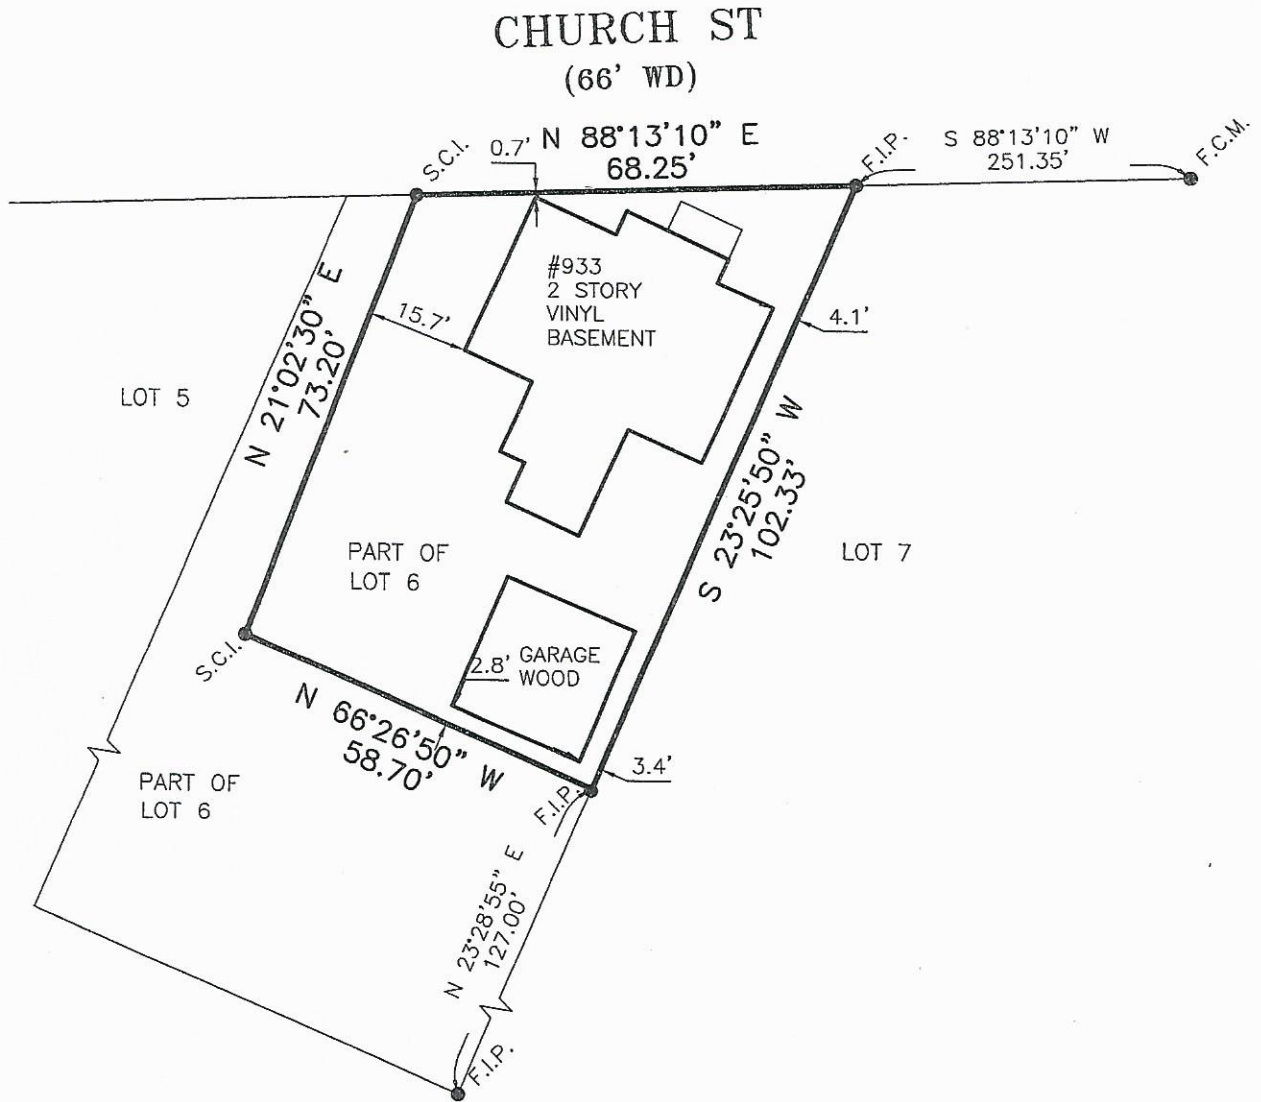 CHURCH ST
(66' WD)
S.C.I.
0.7'
N 88°13'10" E
68.25'
F.I.P.
S 88°13'10" W
251.35'
F.C.M.
#933
2 STORY
VINYL
BASEMENT
15.7'
4.1'
N 21°02'30" E
73.20'
LOT 5
S 23°25'50" W
102.33'
LOT 7
PART OF
LOT 6
S.C.I.
2.8'
GARAGE
WOOD
N 66°26'50" W
58.70'
3.4'
F.I.P.
PART OF
LOT 6
N 23°28'55" E
127.00'
F.I.P.